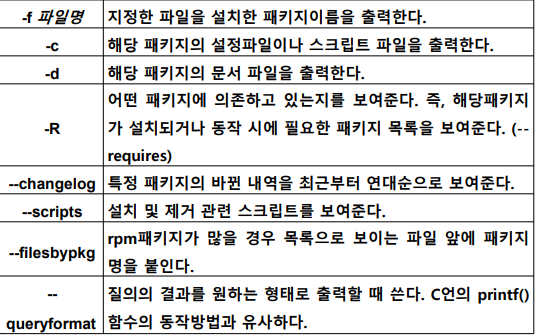 -f 파일명 지정한 파일을 설치한 패키지이름을 출력한다.
-c 해당 패키지의 설정파일이나 스크립트 파일을 출력한다.
-d 해당 패키지의 문서 파일을 출력한다.
어떤 패키지에 의존하고 있는지를 보여준다. 즉, 해당패키지
-R 가 설치되거나 동작 시에 필요한 패키지 목록을 보여준다. (--
requires)
--changelog 특정 패키지의 바뀐 내역을 최근부터 연대순으로 보여준다.
--scripts 설치 및 제거 관련 스크립트를 보여준다.
--filesbypkg rpm패키지가 많을 경우 목록으로 보이는 파일 앞에 패키지
명을 붙인다.
-- 질의의 결과를 원하는 형태로 출력할 때 쓴다. C언의 printf()
queryformat 함수의 동작방법과 유사하다.